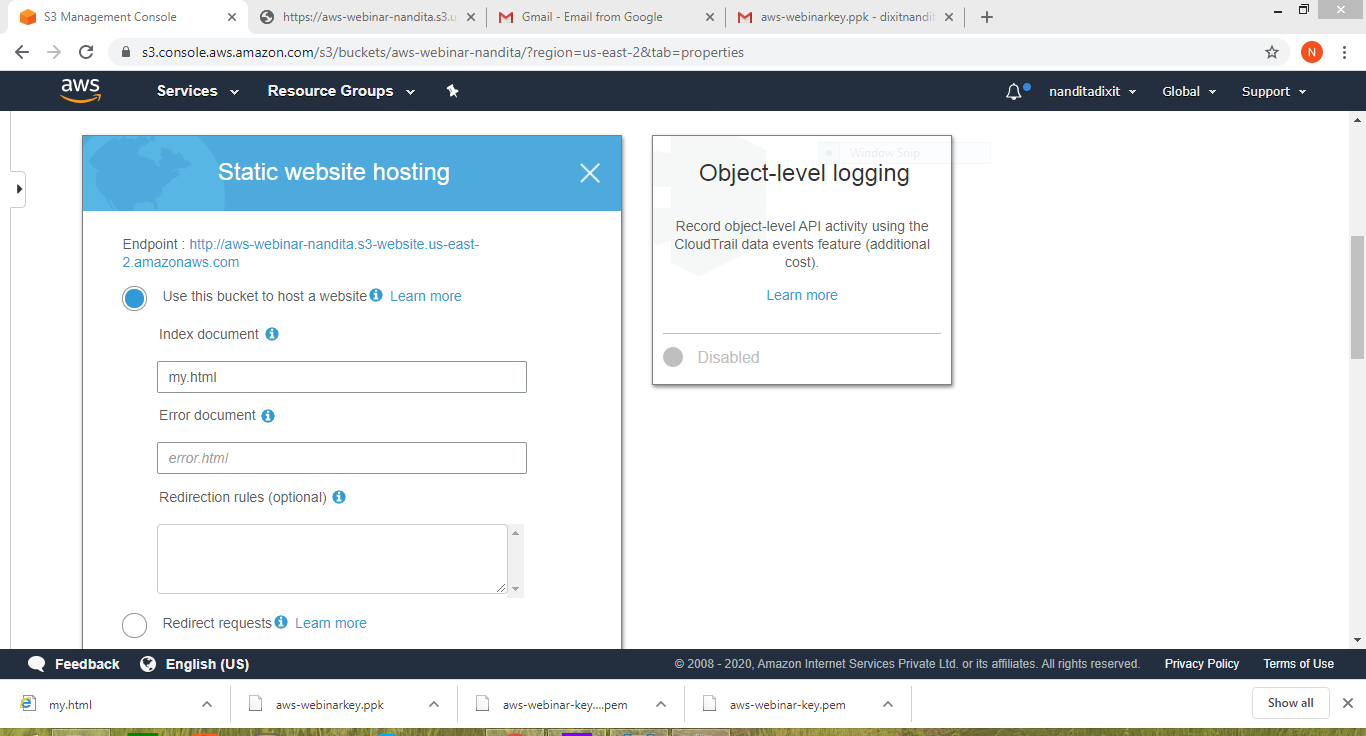 S3 Management Console
https://aws-webinar-nandita.s3.u
Gmail - Email from Google
aws-webinarkey.ppk - dixitnandit
s3.console.aws.amazon.com/s3/buckets/aws-webinar-nandita/?region=us-east-2&tab=properties
N
aws
Services
Resource Groups
nanditadixit
Global
Support
Static website hosting
Endpoint : http://aws-webinar-nandita.s3-website.us-east-
2.amazonaws.com
Use this bucket to host a website Learn more
Index document
my.html
Error document
error.html
Redirection rules (optional)
Redirect requests Learn more
Window Snip
Object-level logging
Record object-level API activity using the
CloudTrail data events feature (additional
cost).
Learn more
Disabled
Feedback
English (US)
© 2008 - 2020, Amazon Internet Services Private Ltd. or its affiliates. All rights reserved.
Privacy Policy
Terms of Use
my.html
aws-webinarkey.ppk
aws-webinar-key....pem
aws-webinar-key.pem
Show all